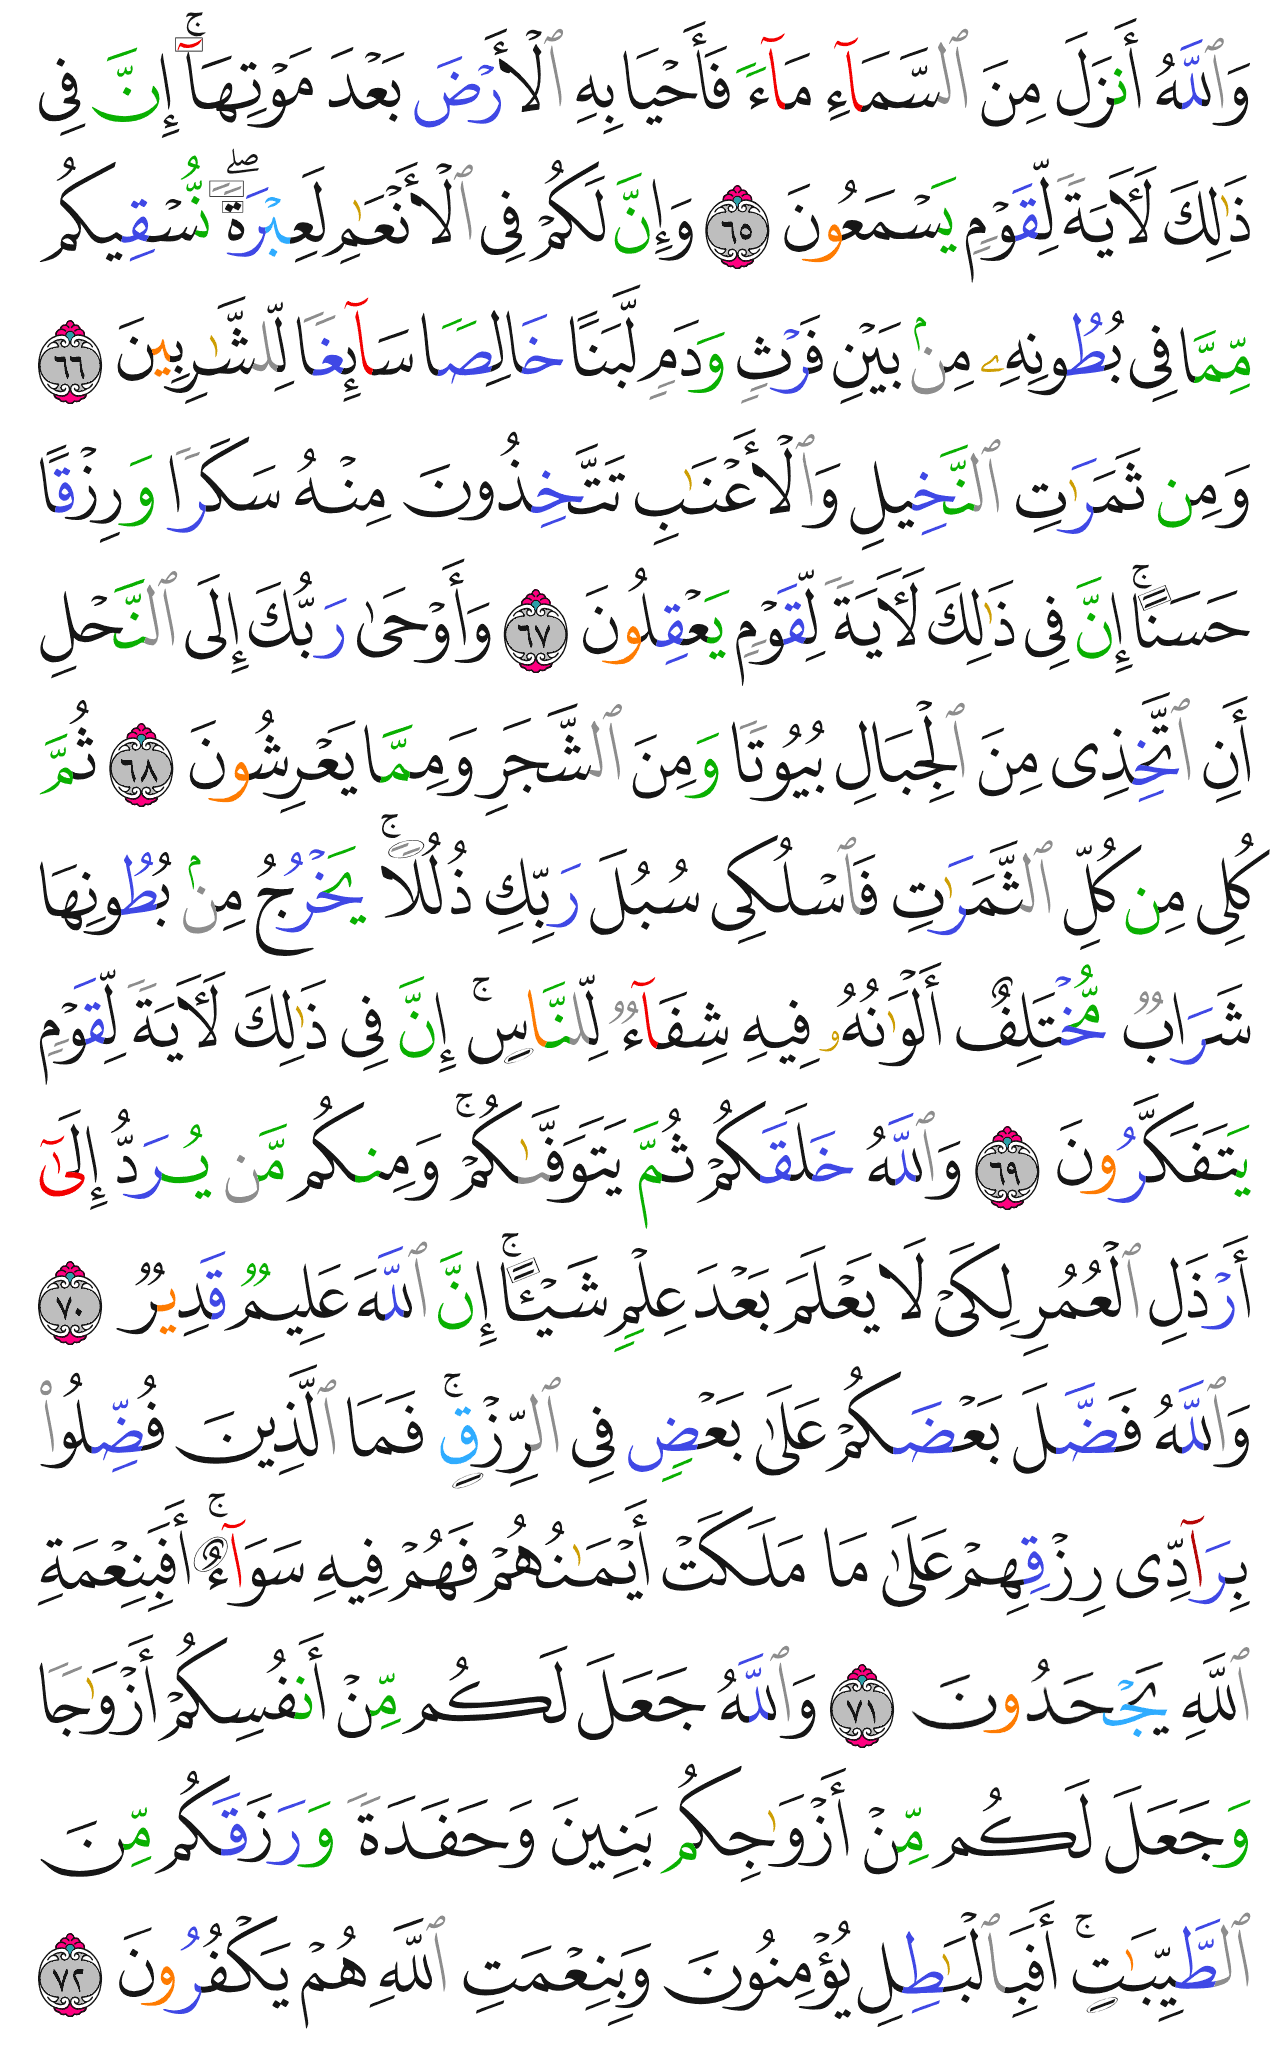 وَٱللَّهُ أَنزَلَ مِنَ ٱلسَّمَآءِ مَآءً فَأَحْيَا بِهِ ٱلْأَرْضَ بَعْدَ مَوْتِهَآ ۚ إِنَّ فِى
ذَٰلِكَ لَـَٔايَةً لِّقَوْمٍ يَسْمَعُونَ ٦٥ وَإِنَّ لَكُمْ فِى ٱلْأَنْعَـٰمِ لَعِبْرَةً ۖ نُّسْقِيكُم
مِّمَّا فِى بُطُونِهِۦ مِنۢ بَيْنِ فَرْثٍ وَدَمٍ لَّبَنًا خَالِصًا سَآئِغًا لِّلشَّـٰرِبِينَ ٦٦
وَمِن ثَمَرَٰتِ ٱلنَّخِيلِ وَٱلْأَعْنَـٰبِ تَتَّخِذُونَ مِنْهُ سَكَرًا وَرِزْقًا
حَسَنًا ۗ إِنَّ فِى ذَٰلِكَ لَـَٔايَةً لِّقَوْمٍ يَعْقِلُونَ ٦٧ وَأَوْحَىٰ رَبُّكَ إِلَى ٱلنَّحْلِ
أَنِ ٱتَّخِذِى مِنَ ٱلْجِبَالِ بُيُوتًا وَمِنَ ٱلشَّجَرِ وَمِمَّا يَعْرِشُونَ ٦٨ ثُمَّ
كُلِى مِن كُلِّ ٱلثَّمَرَٰتِ فَٱسْلُكِى سُبُلَ رَبِّكِ ذُلُلًا ۚ يَخْرُجُ مِنۢ بُطُونِهَا
شَرَابٌ مُّخْتَلِفٌ أَلْوَٰنُهُۥ فِيهِ شِفَآءٌ لِّلنَّاسِ ۚ إِنَّ فِى ذَٰلِكَ لَـَٔايَةً لِّقَوْمٍ
يَتَفَكَّرُونَ ٦٩ وَٱللَّهُ خَلَقَكُمْ ثُمَّ يَتَوَفَّىٰكُمْ ۚ وَمِنكُم مَّن يُرَدُّ إِلَىٰٓ
أَرْذَلِ ٱلْعُمُرِ لِكَىْ لَا يَعْلَمَ بَعْدَ عِلْمٍ شَيْـًٔا ۚ إِنَّ ٱللَّهَ عَلِيمٌ قَدِيرٌ ٧٠
وَٱللَّهُ فَضَّلَ بَعْضَكُمْ عَلَىٰ بَعْضٍ فِى ٱلرِّزْقِ ۚ فَمَا ٱلَّذِينَ فُضِّلُوا۟
بِرَآدِّى رِزْقِهِمْ عَلَىٰ مَا مَلَكَتْ أَيْمَـٰنُهُمْ فَهُمْ فِيهِ سَوَآءٌ ۚ أَفَبِنِعْمَةِ
ٱللَّهِ يَجْحَدُونَ ٧١ وَٱللَّهُ جَعَلَ لَكُم مِّنْ أَنفُسِكُمْ أَزْوَٰجًا
وَجَعَلَ لَكُم مِّنْ أَزْوَٰجِكُم بَنِينَ وَحَفَدَةً وَرَزَقَكُم مِّنَ
ٱلطَّيِّبَـٰتِ ۚ أَفَبِٱلْبَـٰطِلِ يُؤْمِنُونَ وَبِنِعْمَتِ ٱللَّهِ هُمْ يَكْفُرُونَ ٧٢